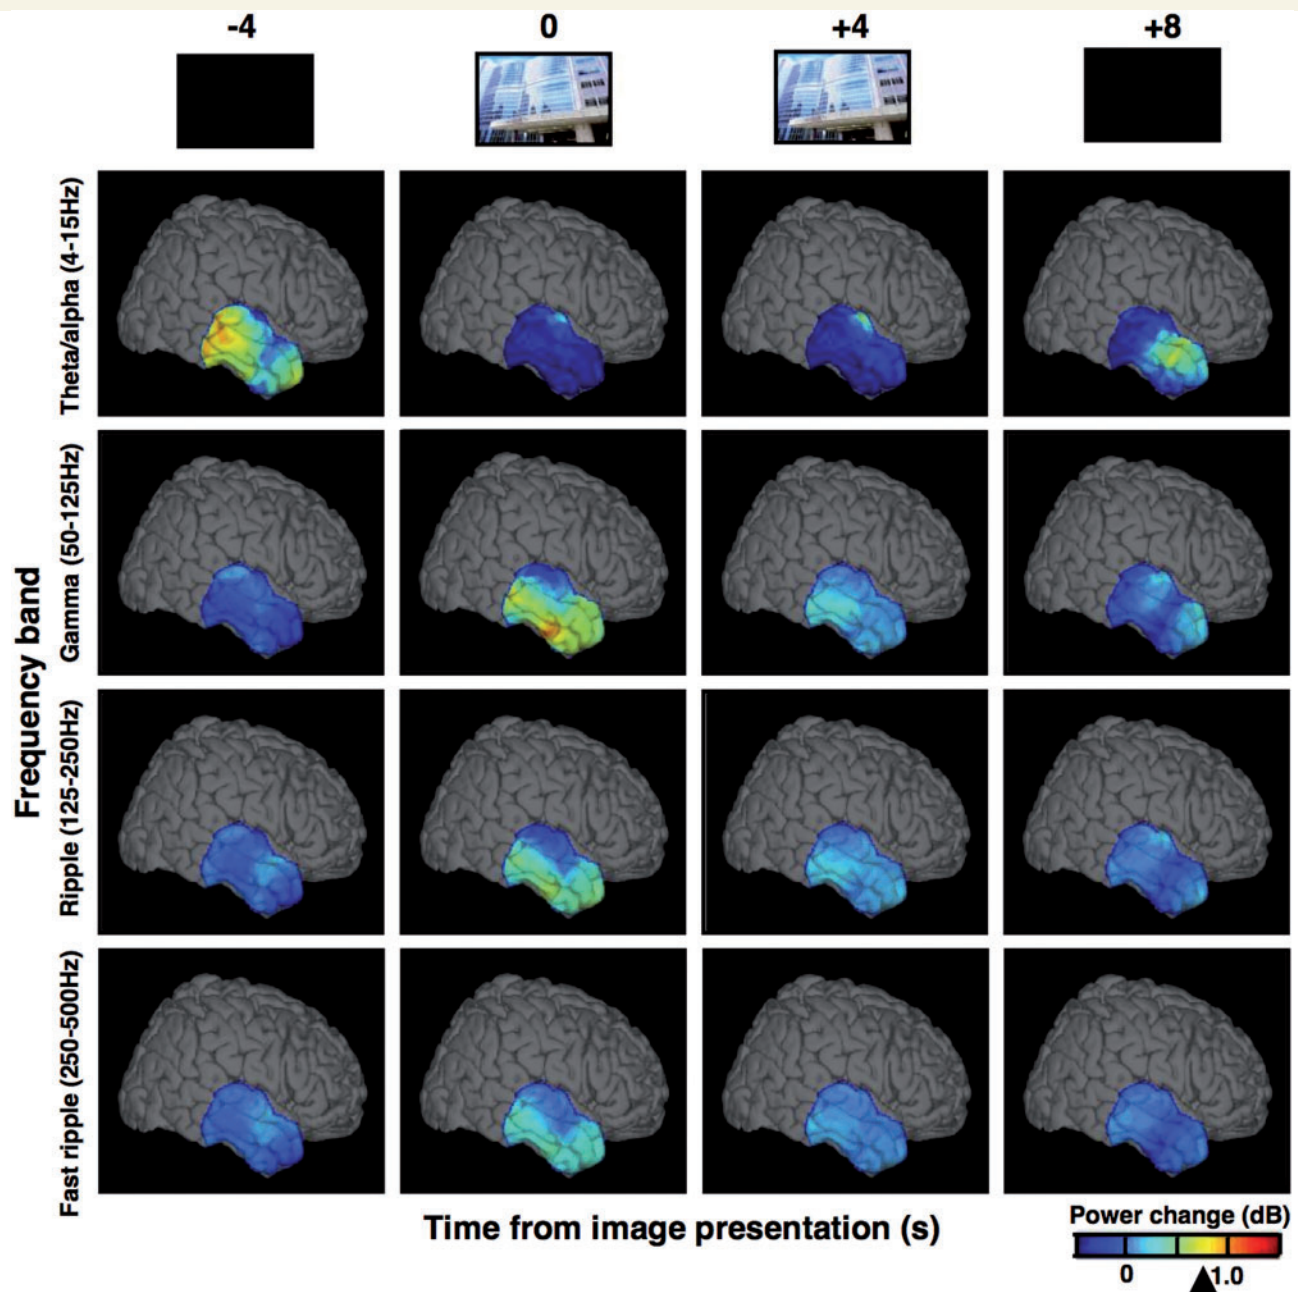 -4 0 +4 +8
Frequency band
Theta/alpha (4-15Hz)
Gamma (50-125Hz)
Ripple (125-250Hz)
Fast ripple (250-500Hz)
Time from image presentation (s)
Power change (dB)
0 1.0